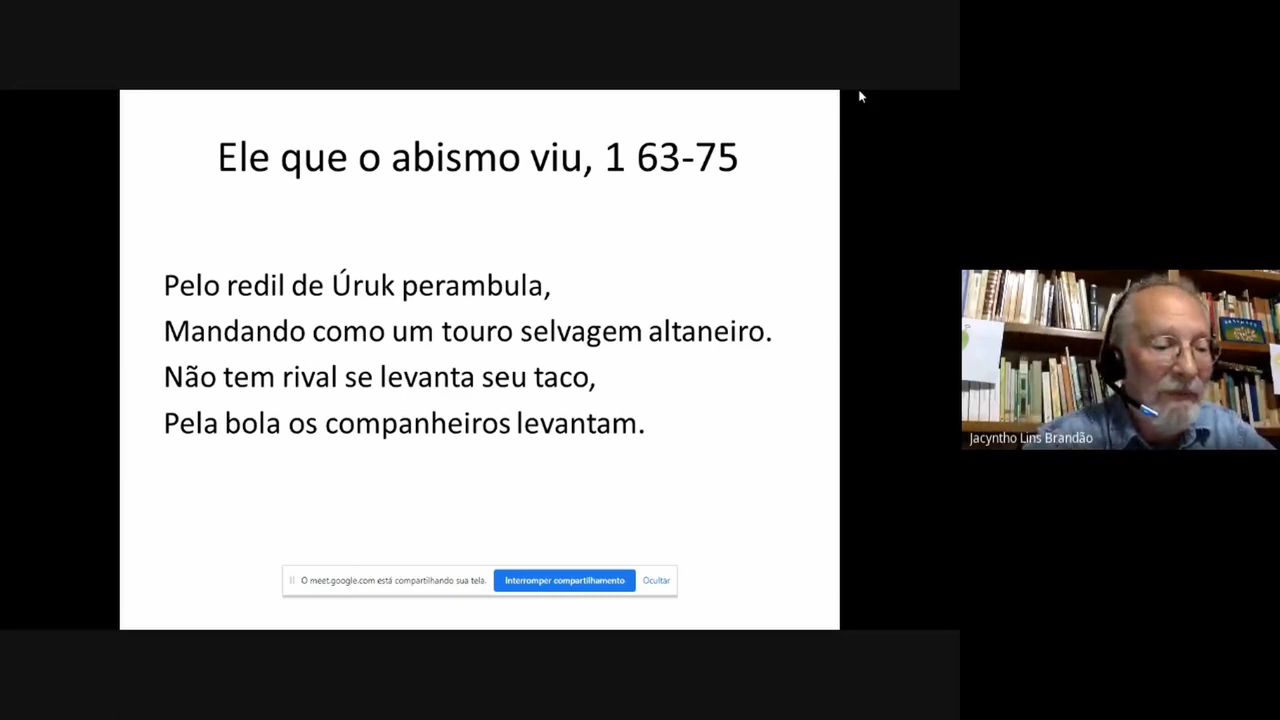 Ele que o abismo viu, 1 63-75
Pelo redil de Úruk perambula,
Mandando como um touro selvagem altaneiro.
Não tem rival se levanta seu taco,
Pela bola os companheiros levantam.
O meet.google.com está compartilhando sua tela. Interromper compartilhamento Ocultar
Jacyntho Lins Brandão